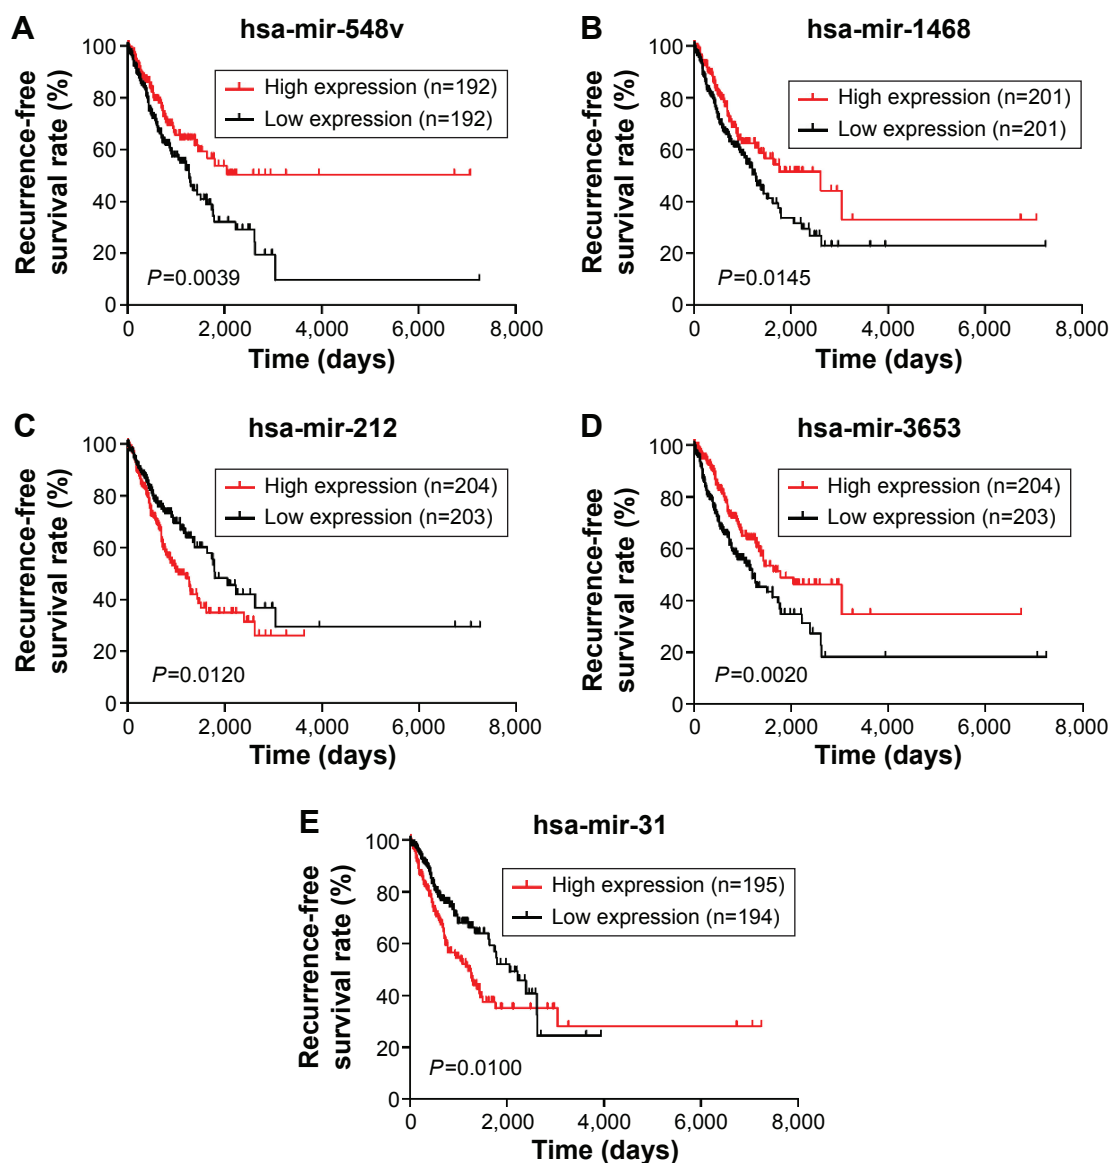 A
hsa-mir-548v
Recurrence-free
survival rate (%)
100
80
60
40
20
0
High expression (n=192)
Low expression (n=192)
P=0.0039
0
2,000
4,000
6,000
8,000
Time (days)
B
hsa-mir-1468
Recurrence-free
survival rate (%)
100
80
60
40
20
0
High expression (n=201)
Low expression (n=201)
P=0.0145
0
2,000
4,000
6,000
8,000
Time (days)
C
hsa-mir-212
Recurrence-free
survival rate (%)
100
80
60
40
20
0
High expression (n=204)
Low expression (n=203)
P=0.0120
0
2,000
4,000
6,000
8,000
Time (days)
D
hsa-mir-3653
Recurrence-free
survival rate (%)
100
80
60
40
20
0
High expression (n=204)
Low expression (n=203)
P=0.0020
0
2,000
4,000
6,000
8,000
Time (days)
E
hsa-mir-31
Recurrence-free
survival rate (%)
100
80
60
40
20
0
High expression (n=195)
Low expression (n=194)
P=0.0100
0
2,000
4,000
6,000
8,000
Time (days)